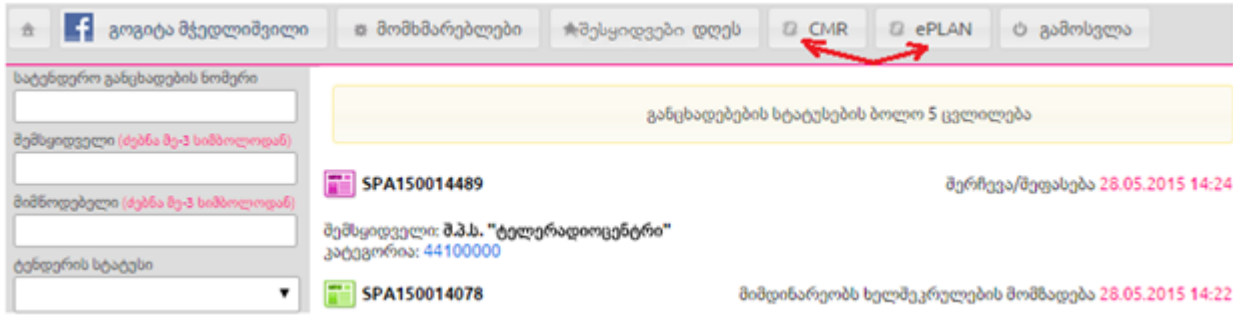 გოგიტა მჭედლიშვილი მომხმარებლები შესყიდვები დღეს CMR ePLAN გამოსვლა
სატენდერო განცხადების ნომერი
შემსყიდველი (ძებნა მე-3 სიმბოლოდან)
მიმწოდებელი (ძებნა მე-3 სიმბოლოდან)
ტენდერის სტატუსი
განცხადებების სტატუსების ბოლო 5 ცვლილება
SPA150014489 შერჩევა/შეფასება 28.05.2015 14:24
შემსყიდველი: შ.პ.ს. "ტელერადიოცენტრი"
კატეგორია: 44100000
SPA150014078 მიმდინარეობს ხელშეკრულების მომზადება 28.05.2015 14:22